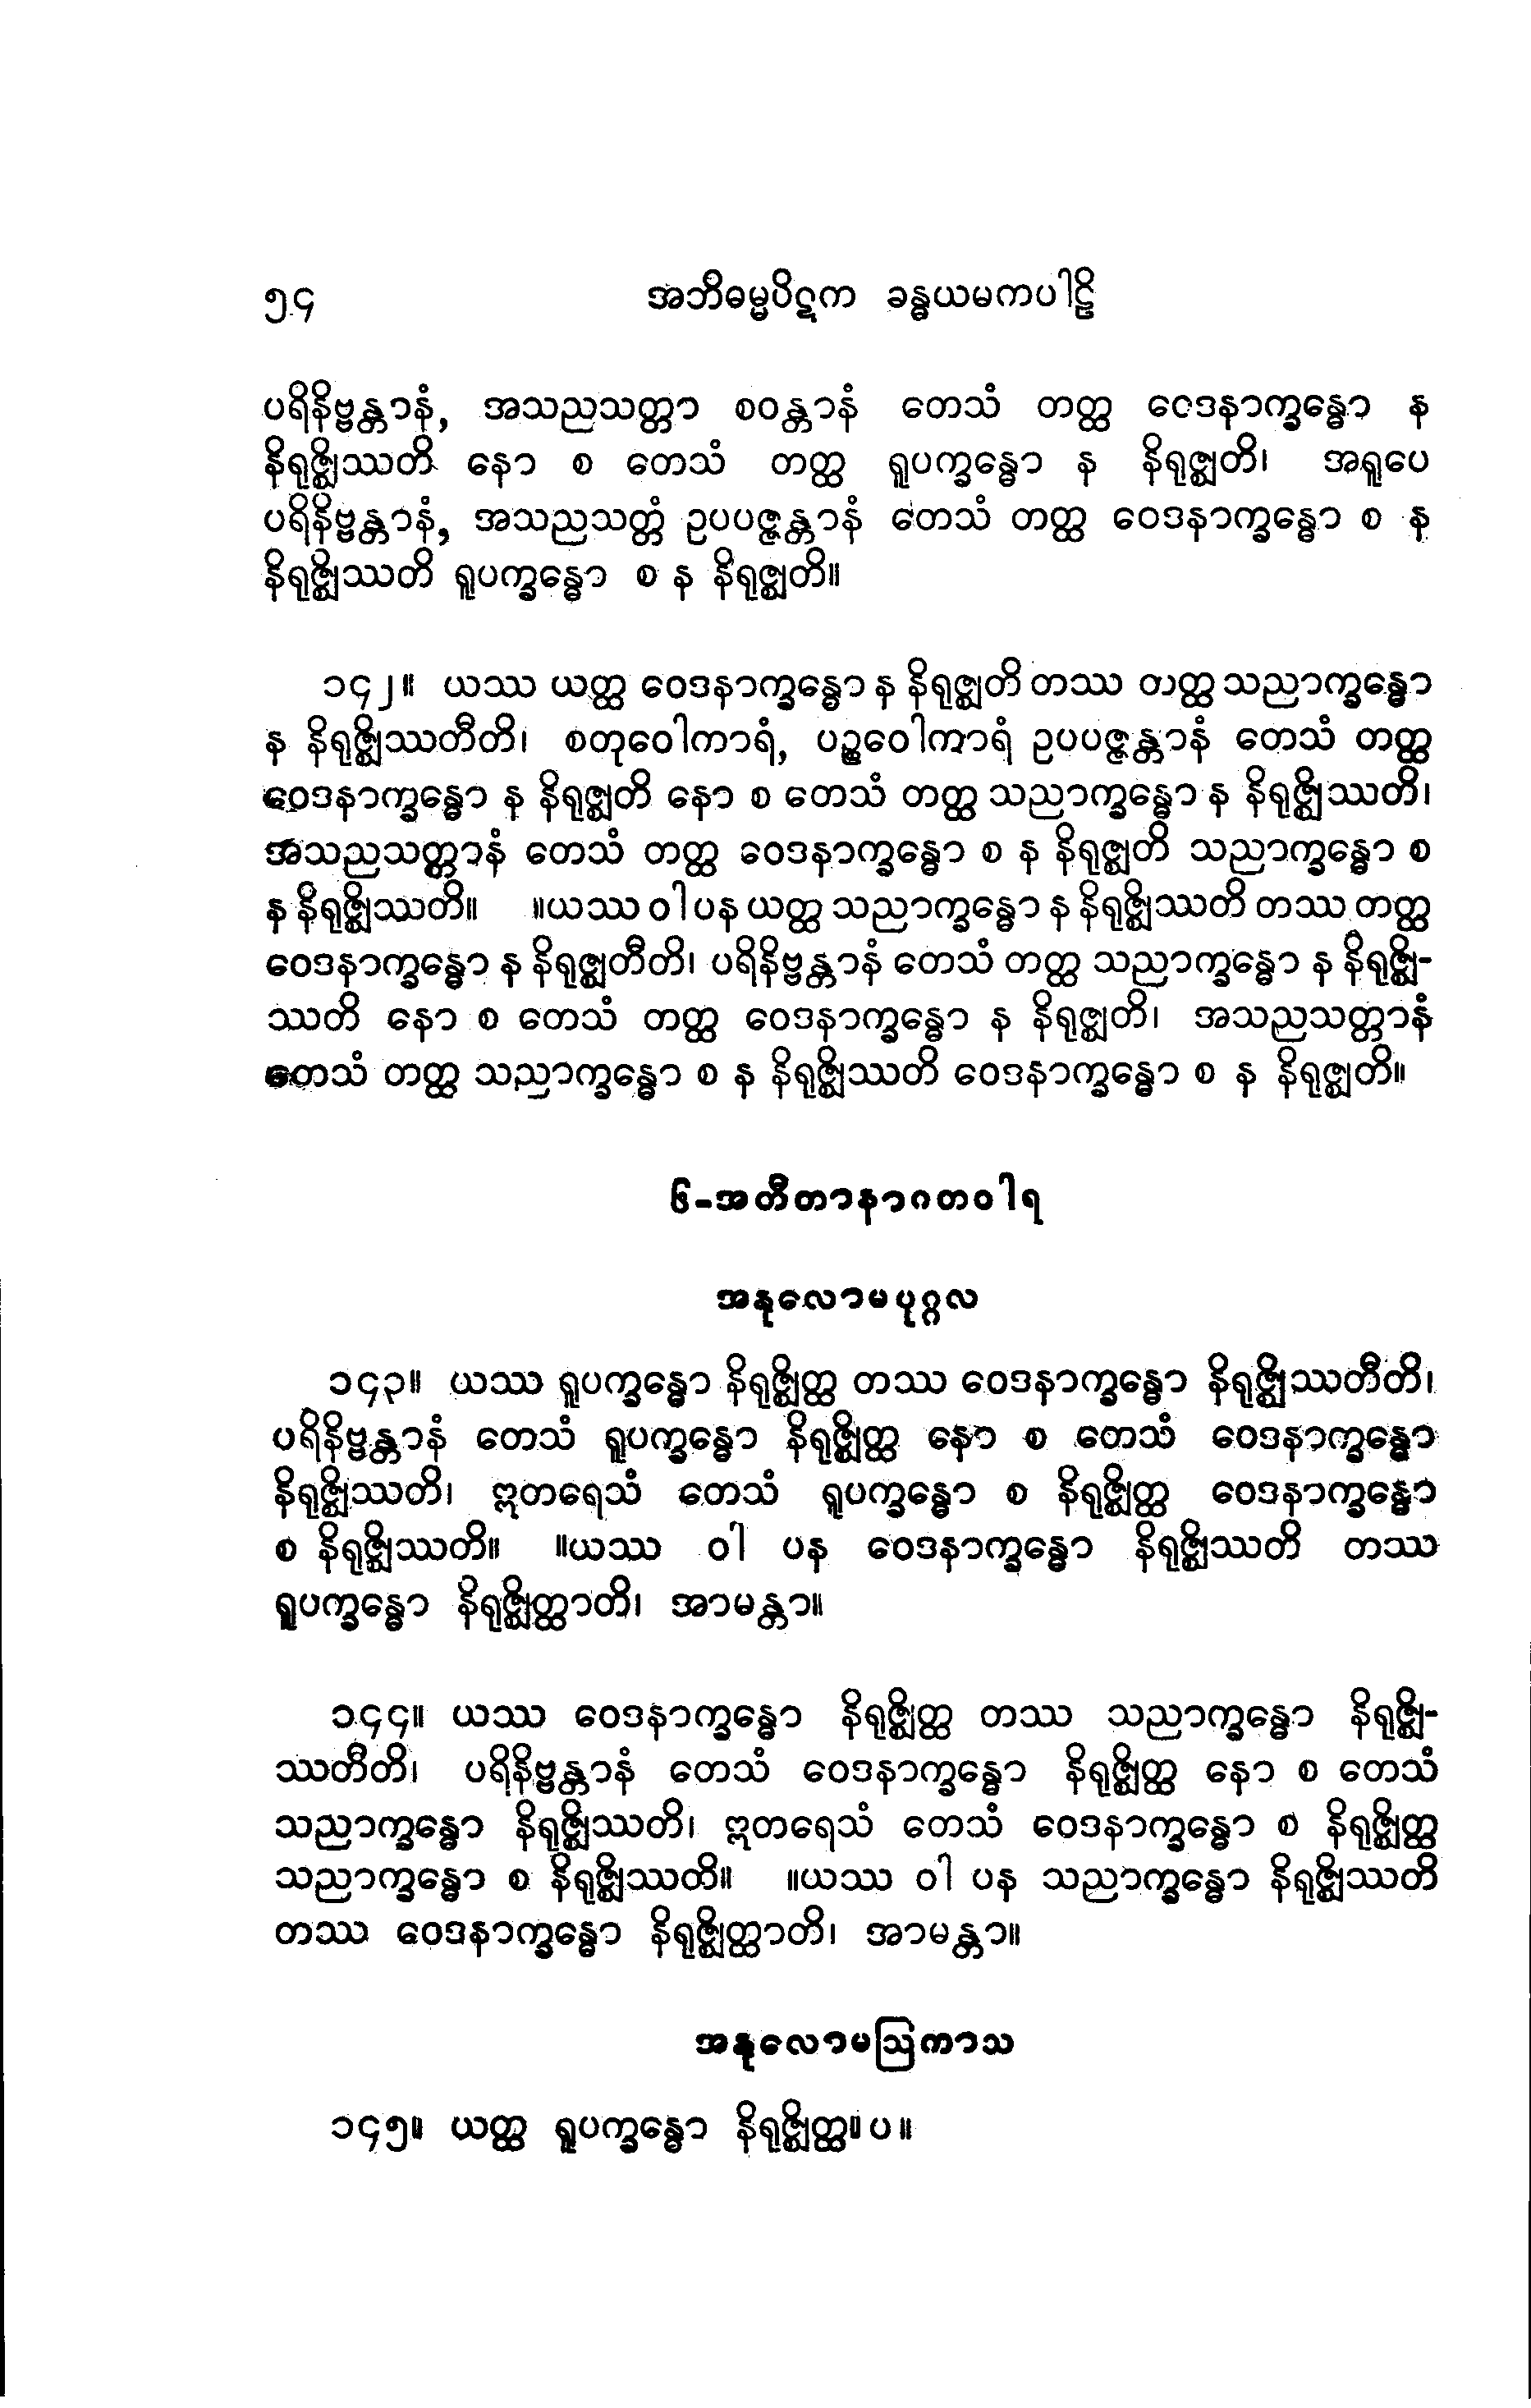 ၅၄ အဘိဓမ္မပိဋက ခန္ဓယမကပါဠိ
ပရိနိဗ္ဗန္တာနံ, အသညသတ္တာ စဝန္တာနံ တေသံ တတ္ထ ဝေဒနာက္ခန္ဓော န
နိရုဇ္ဈိဿတိ နော စ တေသံ တတ္ထ ရူပက္ခန္ဓော န နိရုဇ္ဈတိ၊ အရူပေ
ပရိနိဗ္ဗန္တာနံ, အသညသတ္တံ ဥပပဇ္ဇန္တာနံ တေသံ တတ္ထ ဝေဒနာက္ခန္ဓော စ န
နိရုဇ္ဈိဿတိ ရူပက္ခန္ဓော စ န နိရုဇ္ဈတိ။
၁၄၂။ ယဿ ယတ္ထ ဝေဒနာက္ခန္ဓော န နိရုဇ္ဈတိ တဿ တတ္ထ သညာက္ခန္ဓော
န နိရုဇ္ဈိဿတီတိ၊ စတုဝေါကာရံ, ပဉ္စဝေါကာရံ ဥပပဇ္ဇန္တာနံ တေသံ တတ္ထ
ဝေဒနာက္ခန္ဓော န နိရုဇ္ဈတိ နော စ တေသံ တတ္ထ သညာက္ခန္ဓော န နိရုဇ္ဈိဿတိ၊
အသညသတ္တာနံ တေသံ တတ္ထ ဝေဒနာက္ခန္ဓော စ န နိရုဇ္ဈတိ သညာက္ခန္ဓော စ
န နိရုဇ္ဈိဿတိ။ ။ယဿ ဝါ ပန ယတ္ထ သညာက္ခန္ဓော န နိရုဇ္ဈိဿတိ တဿ တတ္ထ
ဝေဒနာက္ခန္ဓော န နိရုဇ္ဈတီတိ၊ ပရိနိဗ္ဗန္တာနံ တေသံ တတ္ထ သညာက္ခန္ဓော န နိရုဇ္ဈိ-
ဿတိ နော စ တေသံ တတ္ထ ဝေဒနာက္ခန္ဓော န နိရုဇ္ဈတိ၊ အသညသတ္တာနံ
တေသံ တတ္ထ သညာက္ခန္ဓော စ န နိရုဇ္ဈိဿတိ ဝေဒနာက္ခန္ဓော စ န နိရုဇ္ဈတိ။
၆-အတီတာနာဂတဝါရ
အနုလောမပုဂ္ဂလ
၁၄၃။ ယဿ ရူပက္ခန္ဓော နိရုဇ္ဈိတ္ထ တဿ ဝေဒနာက္ခန္ဓော နိရုဇ္ဈိဿတီတိ၊
ပရိနိဗ္ဗန္တာနံ တေသံ ရူပက္ခန္ဓော နိရုဇ္ဈိတ္ထ နော စ တေသံ ဝေဒနာက္ခန္ဓော
နိရုဇ္ဈိဿတိ၊ ဣတရေသံ တေသံ ရူပက္ခန္ဓော စ နိရုဇ္ဈိတ္ထ ဝေဒနာက္ခန္ဓော
စ နိရုဇ္ဈိဿတိ။ ။ယဿ ဝါ ပန ဝေဒနာက္ခန္ဓော နိရုဇ္ဈိဿတိ တဿ
ရူပက္ခန္ဓော နိရုဇ္ဈိတ္ထာတိ၊ အာမန္တာ။
၁၄၄။ ယဿ ဝေဒနာက္ခန္ဓော နိရုဇ္ဈိတ္ထ တဿ သညာက္ခန္ဓော နိရုဇ္ဈိ-
ဿတီတိ၊ ပရိနိဗ္ဗန္တာနံ တေသံ ဝေဒနာက္ခန္ဓော နိရုဇ္ဈိတ္ထ နော စ တေသံ
သညာက္ခန္ဓော နိရုဇ္ဈိဿတိ၊ ဣတရေသံ တေသံ ဝေဒနာက္ခန္ဓော စ နိရုဇ္ဈိတ္ထ
သညာက္ခန္ဓော စ နိရုဇ္ဈိဿတိ။ ။ယဿ ဝါ ပန သညာက္ခန္ဓော နိရုဇ္ဈိဿတိ
တဿ ဝေဒနာက္ခန္ဓော နိရုဇ္ဈိတ္ထာတိ၊ အာမန္တာ။
အနုလောမဩကာသ
၁၄၅။ ယတ္ထ ရူပက္ခန္ဓော နိရုဇ္ဈိတ္ထ။ ပ ။